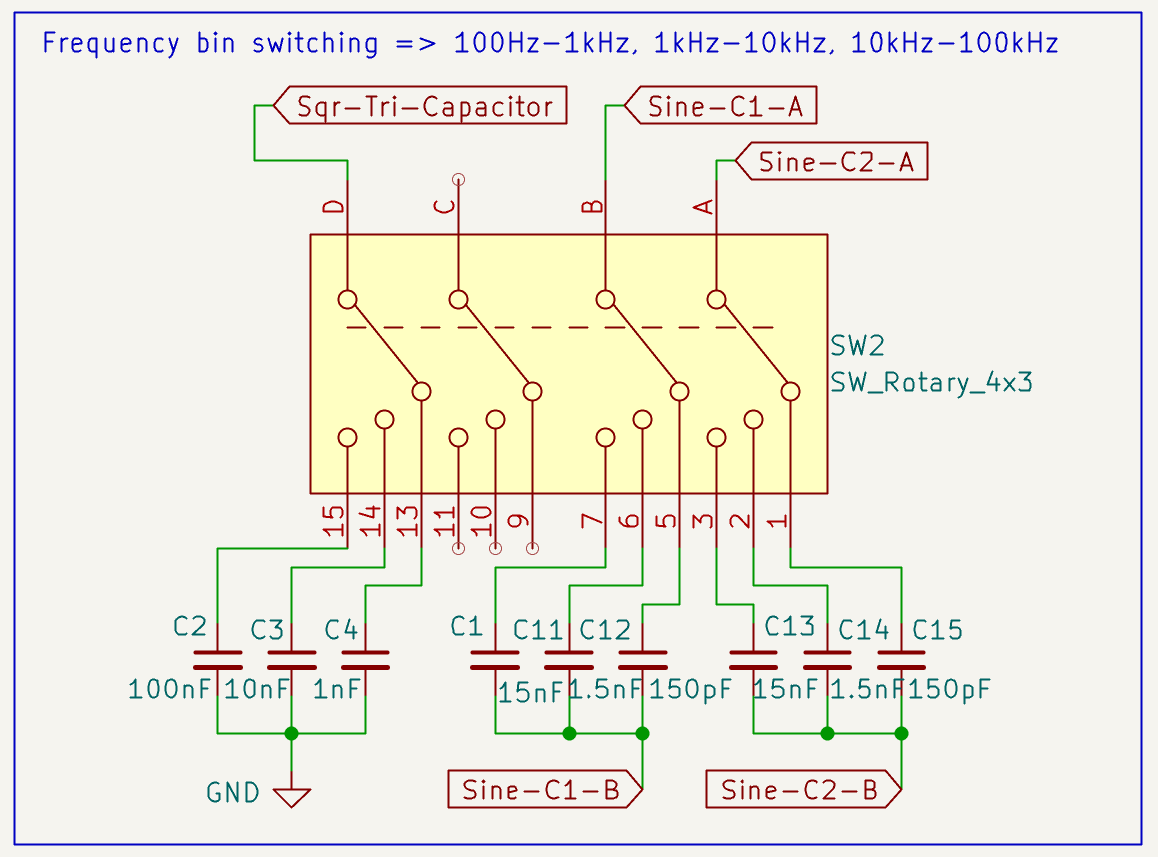 Frequency bin switching => 100Hz-1kHz, 1kHz-10kHz, 10kHz-100kHz
Sqr-Tri-Capacitor
Sine-C1-A
Sine-C2-A
D
C
B
A
SW2
SW_Rotary_4x3
15
14
13
11
10
9
7
6
5
3
2
1
C2
C3
C4
C1
C11
C12
C13
C14
C15
100nF
10nF
1nF
15nF
1.5nF
150pF
15nF
1.5nF
150pF
GND
Sine-C1-B
Sine-C2-B